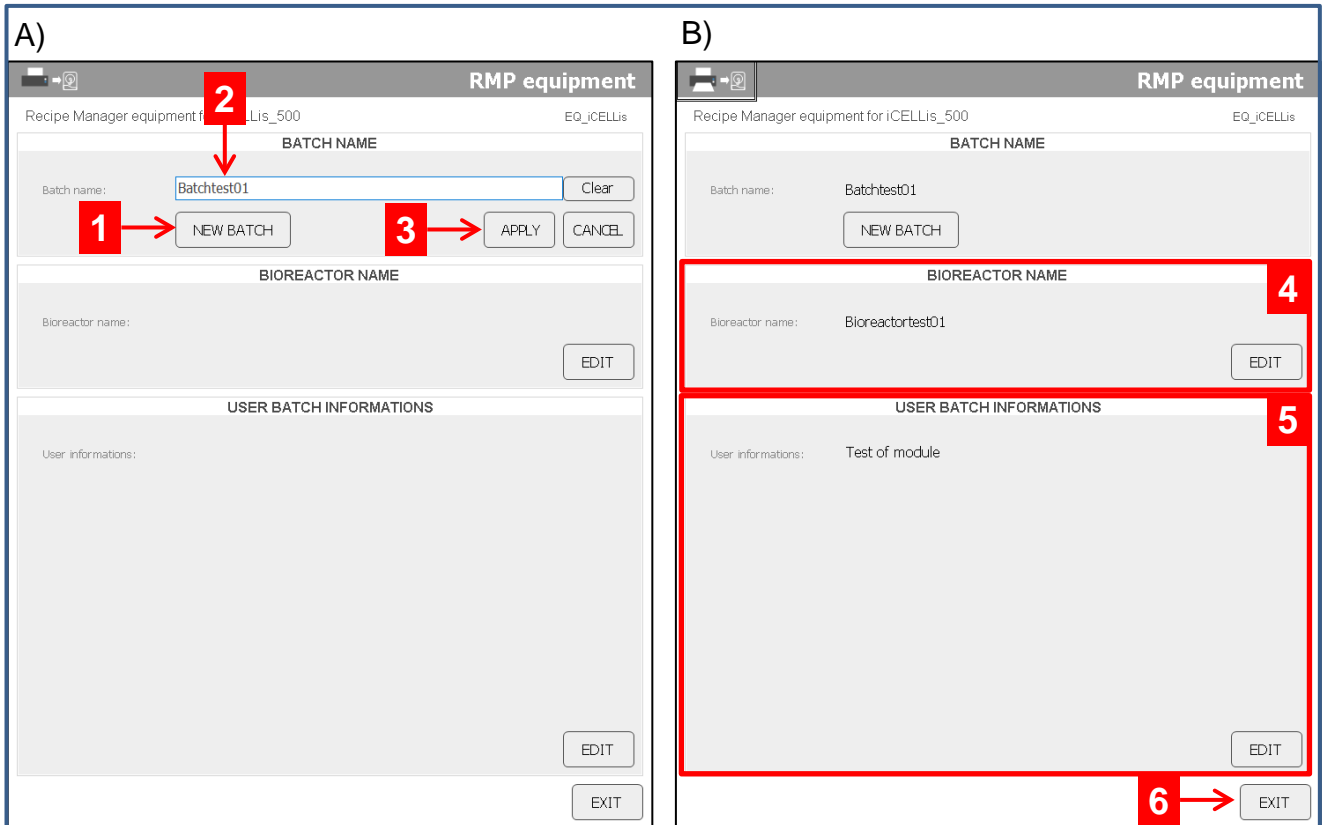 A)
RMP equipment
2
Recipe Manager equipment f LLis_500 EQ_iCELLis
BATCH NAME
Batch name: Batchtest01 Clear
1 NEW BATCH 3 APPLY CANCEL
BIOREACTOR NAME
Bioreactor name:
EDIT
USER BATCH INFORMATIONS
User informations:
EDIT
EXIT
B)
RMP equipment
Recipe Manager equipment for iCELLis_500 EQ_iCELLis
BATCH NAME
Batch name: Batchtest01
NEW BATCH
BIOREACTOR NAME
4
Bioreactor name: Bioreactortest01
EDIT
USER BATCH INFORMATIONS
5
User informations: Test of module
EDIT
6 EXIT